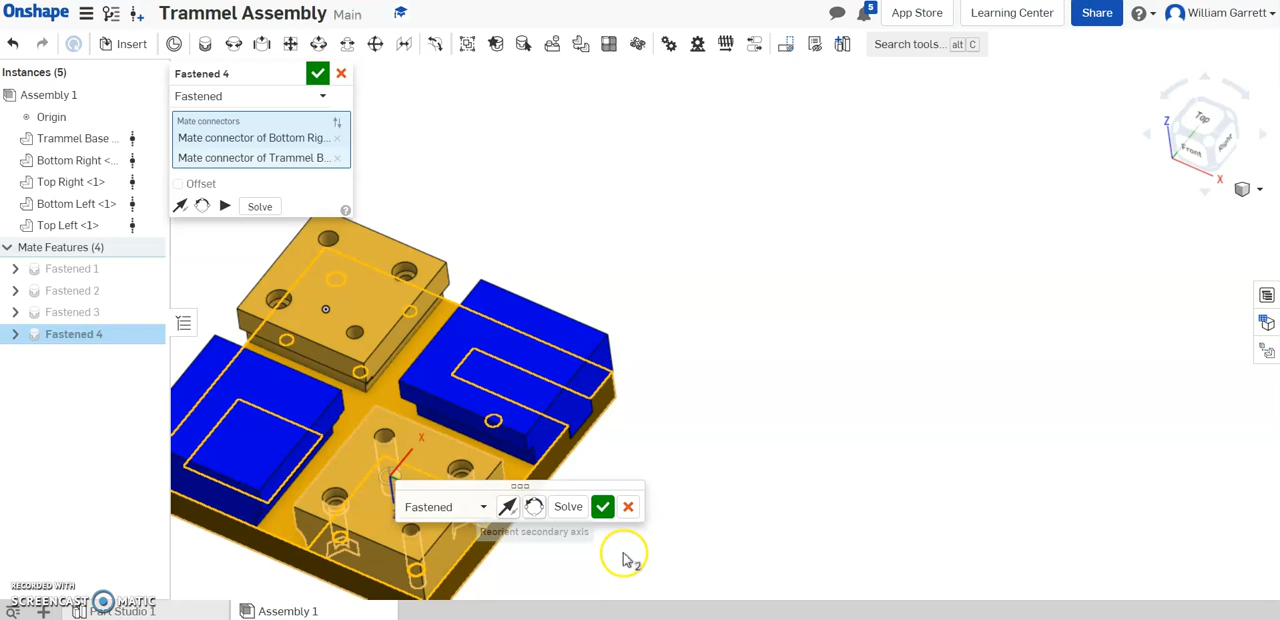 Onshape
Trammel Assembly Main
5
App Store
Learning Center
Share
William Garrett
Insert
Search tools... alt C
Instances (5)
Assembly 1
Origin
Trammel Base ...
Bottom Right <...
Top Right <1>
Bottom Left <1>
Top Left <1>
Mate Features (4)
Fastened 1
Fastened 2
Fastened 3
Fastened 4
Fastened 4
Fastened
Mate connectors
Mate connector of Bottom Rig...
Mate connector of Trammel B...
Offset
Solve
Z
Top
Front
Right
X
X
Fastened
Solve
Reorient secondary axis
2
RECORDED WITH
SCREENCAST MATIC
Part Studio 1
Assembly 1